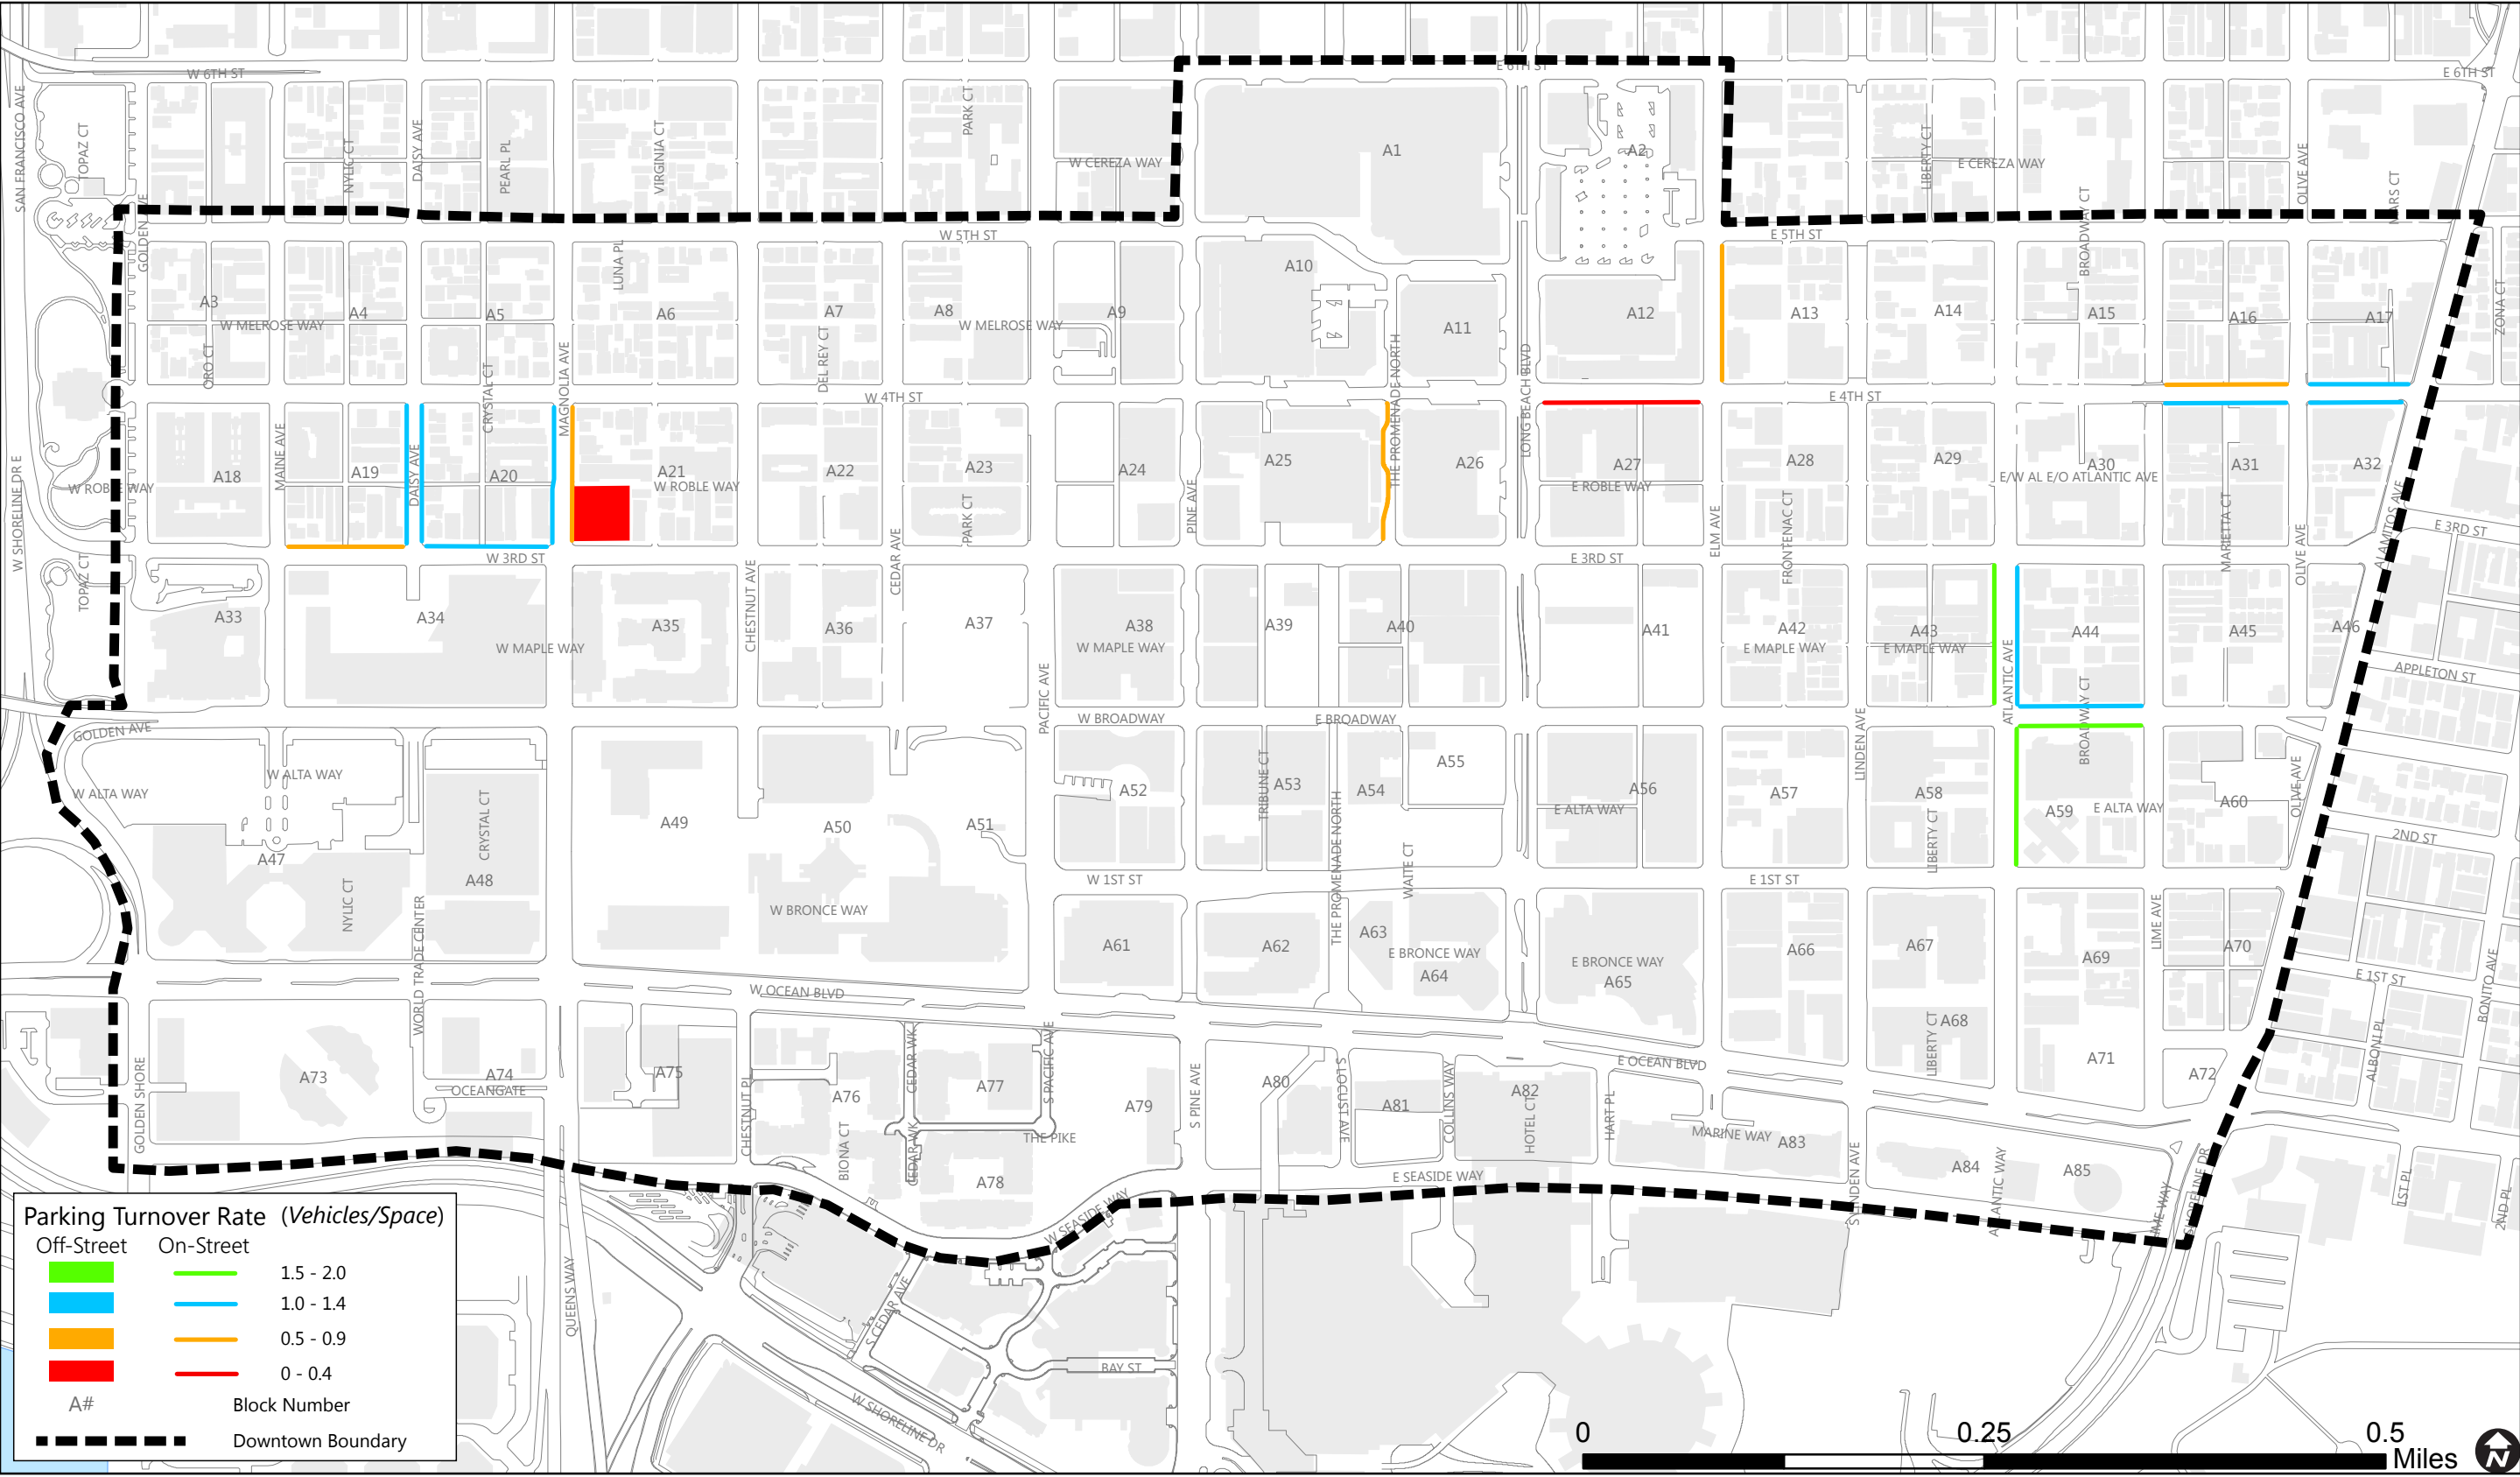 W 6TH ST
E 6TH ST
E 6TH ST
SAN FRANCISCO AVE
TOPAZ CT
NYLIC CT
DAISY AVE
PEARL PL
VIRGINIA CT
PARK CT
W CEREZA WAY
A1
A2
LIBERTY CT
E CEREZA WAY
OLIVE AVE
MARS CT
GOLDEN AVE
BROADWAY CT
W 5TH ST
E 5TH ST
LUNA PL
A3
A4
A5
A6
A7
A8
A9
A10
A11
A12
A13
A14
A15
A16
A17
W MELROSE WAY
W MELROSE WAY
ORO CT
CRYSTAL CT
MAGNOLIA AVE
DEL REY CT
THE PROMENADE NORTH
LONG BEACH BLVD
ZONA CT
W 4TH ST
E 4TH ST
W SHORELINE DR E
W ROBLE WAY
A18
MAINE AVE
A19
DAISY AVE
A20
A21
W ROBLE WAY
A22
A23
PARK CT
A24
PINE AVE
A25
A26
A27
E ROBLE WAY
A28
A29
A30
E/W AL E/O ATLANTIC AVE
A31
A32
ELM AVE
FRONTENAC CT
MARIETTA CT
OLIVE AVE
ALAMITOS AVE
E 3RD ST
W 3RD ST
E 3RD ST
TOPAZ CT
CHESTNUT AVE
CEDAR AVE
A33
A34
A35
A36
A37
A38
A39
A40
A41
A42
A43
A44
A45
A46
W MAPLE WAY
W MAPLE WAY
E MAPLE WAY
E MAPLE WAY
ATLANTIC AVE
BROADWAY CT
APPLETON ST
PACIFIC AVE
W BROADWAY
E BROADWAY
LINDEN AVE
GOLDEN AVE
W ALTA WAY
W ALTA WAY
CRYSTAL CT
A47
A48
A49
A50
A51
A52
TRIBUNE CT
A53
A54
A55
A56
E ALTA WAY
A57
A58
A59
E ALTA WAY
A60
OLIVE AVE
2ND ST
THE PROMENADE NORTH
WAITE CT
LIBERTY CT
W 1ST ST
E 1ST ST
NYLIC CT
WORLD TRADE CENTER
W BRONCE WAY
A61
A62
A63
E BRONCE WAY
A64
E BRONCE WAY
A65
A66
A67
A68
A69
A70
LIME AVE
E 1ST ST
BONITO AVE
W OCEAN BLVD
E OCEAN BLVD
LIBERTY CT
A71
A72
ALBONI PL
GOLDEN SHORE
A73
A74
OCEANGATE
A75
CHESTNUT PL
A76
BIONA CT
CEDAR WK
CEDAR WK
A77
A78
S PACIFIC AVE
THE PIKE
A79
S PINE AVE
A80
S LOCUST AVE
A81
COLLINS WAY
A82
HOTEL CT
HART PL
MARINE WAY
A83
S LINDEN AVE
A84
A85
ATLANTIC WAY
LIME WAY
SHORELINE DR
1ST PL
2ND PL
E SEASIDE WAY
W SEASIDE WAY
QUEENS WAY
S CEDAR AVE
BAY ST
W SHORELINE DR
Parking Turnover Rate (Vehicles/Space)
Off-Street On-Street
1.5 - 2.0
1.0 - 1.4
0.5 - 0.9
0 - 0.4
A# Block Number
Downtown Boundary
0 0.25 0.5
Miles
N